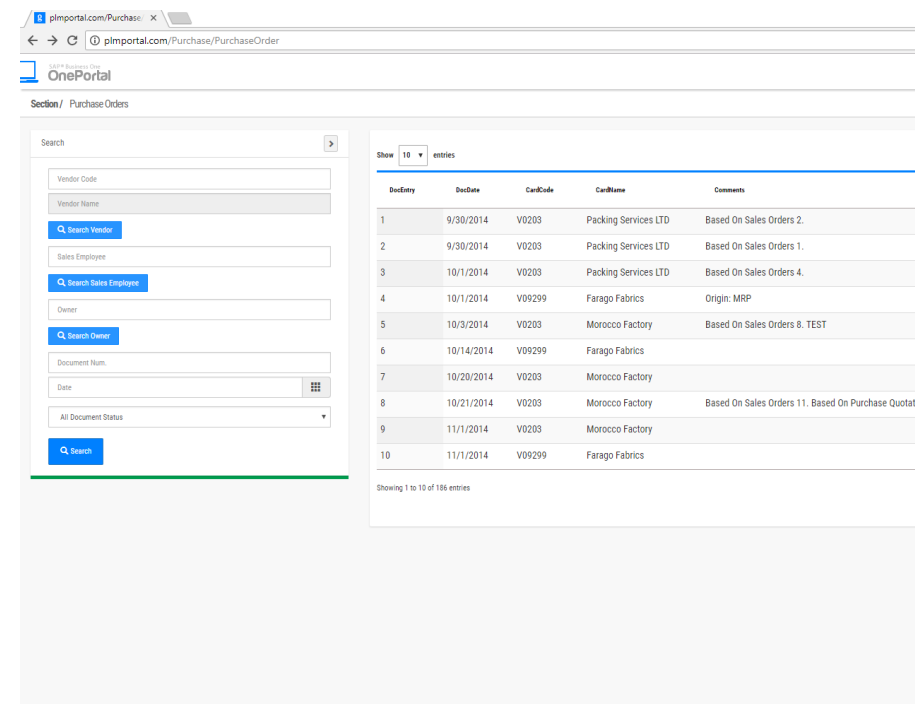 plmportal.com/Purchase/
plmportal.com/Purchase/PurchaseOrder
SAP® Business One
OnePortal
Section / Purchase Orders
Search
Vendor Code
Vendor Name
Search Vendor
Sales Employee
Search Sales Employee
Owner
Search Owner
Document Num.
Date
All Document Status
Search
Show 10 entries
DocEntry DocDate CardCode CardName Comments
1 9/30/2014 V0203 Packing Services LTD Based On Sales Orders 2.
2 9/30/2014 V0203 Packing Services LTD Based On Sales Orders 1.
3 10/1/2014 V0203 Packing Services LTD Based On Sales Orders 4.
4 10/1/2014 V09299 Farago Fabrics Origin: MRP
5 10/3/2014 V0203 Morocco Factory Based On Sales Orders 8. TEST
6 10/14/2014 V09299 Farago Fabrics
7 10/20/2014 V0203 Morocco Factory
8 10/21/2014 V0203 Morocco Factory Based On Sales Orders 11. Based On Purchase Quotat
9 11/1/2014 V0203 Morocco Factory
10 11/1/2014 V09299 Farago Fabrics
Showing 1 to 10 of 186 entries